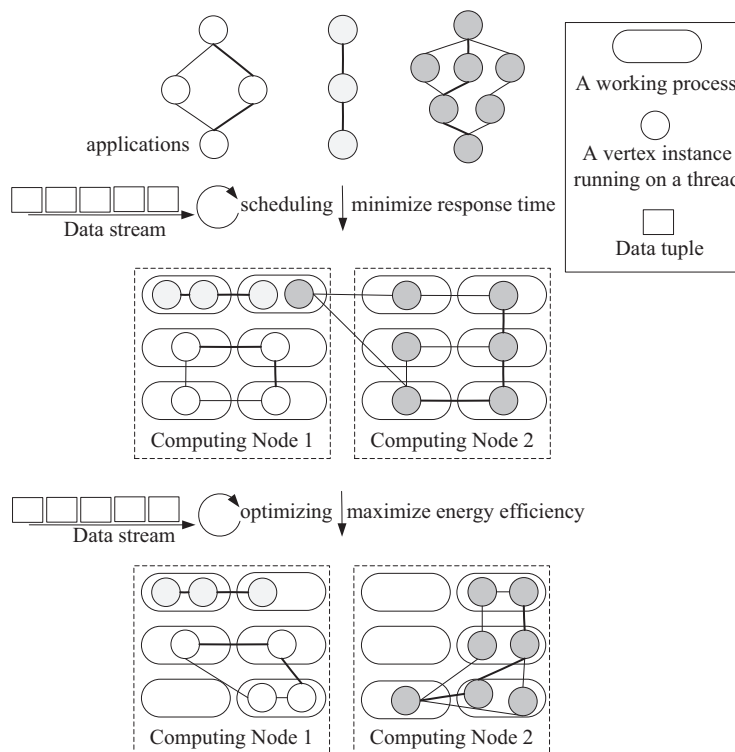 A working process
applications
A vertex instance
running on a thread
Data tuple
Data stream
scheduling
minimize response time
Computing Node 1
Computing Node 2
Data stream
optimizing
maximize energy efficiency
Computing Node 1
Computing Node 2